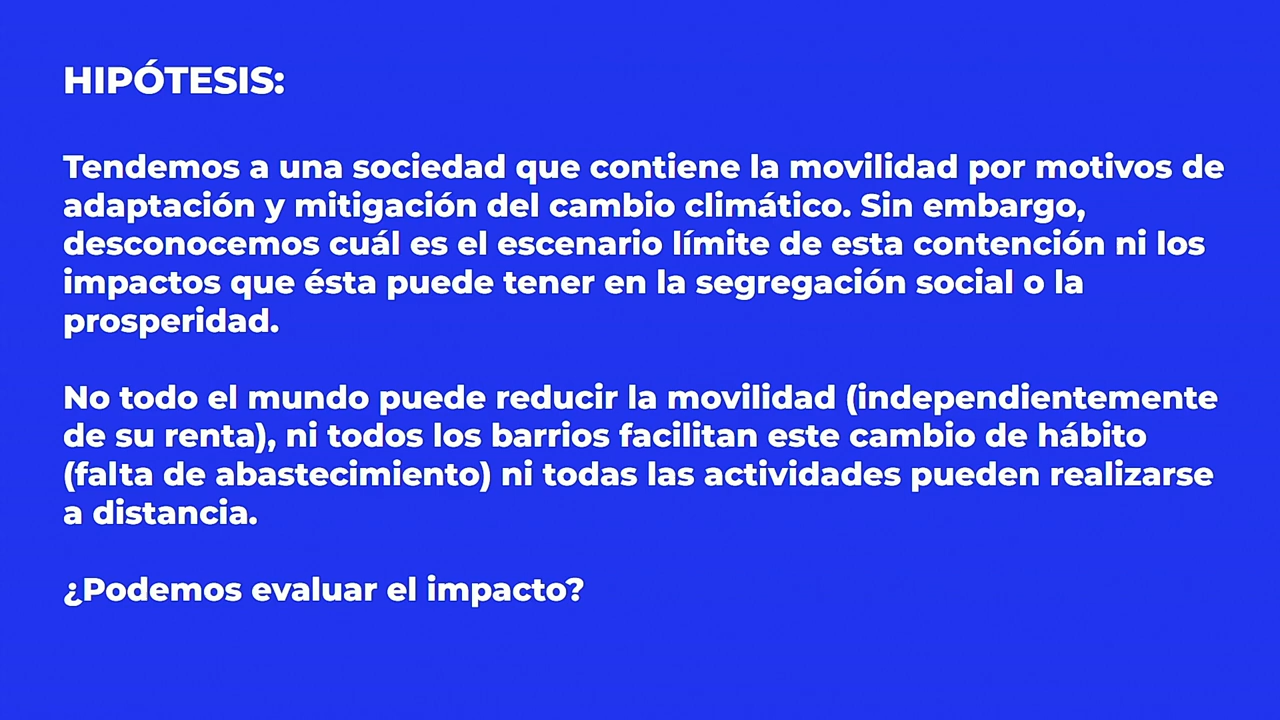 HIPÓTESIS:
Tendemos a una sociedad que contiene la movilidad por motivos de
adaptación y mitigación del cambio climático. Sin embargo,
desconocemos cuál es el escenario límite de esta contención ni los
impactos que ésta puede tener en la segregación social o la
prosperidad.
No todo el mundo puede reducir la movilidad (independientemente
de su renta), ni todos los barrios facilitan este cambio de hábito
(falta de abastecimiento) ni todas las actividades pueden realizarse
a distancia.
¿Podemos evaluar el impacto?